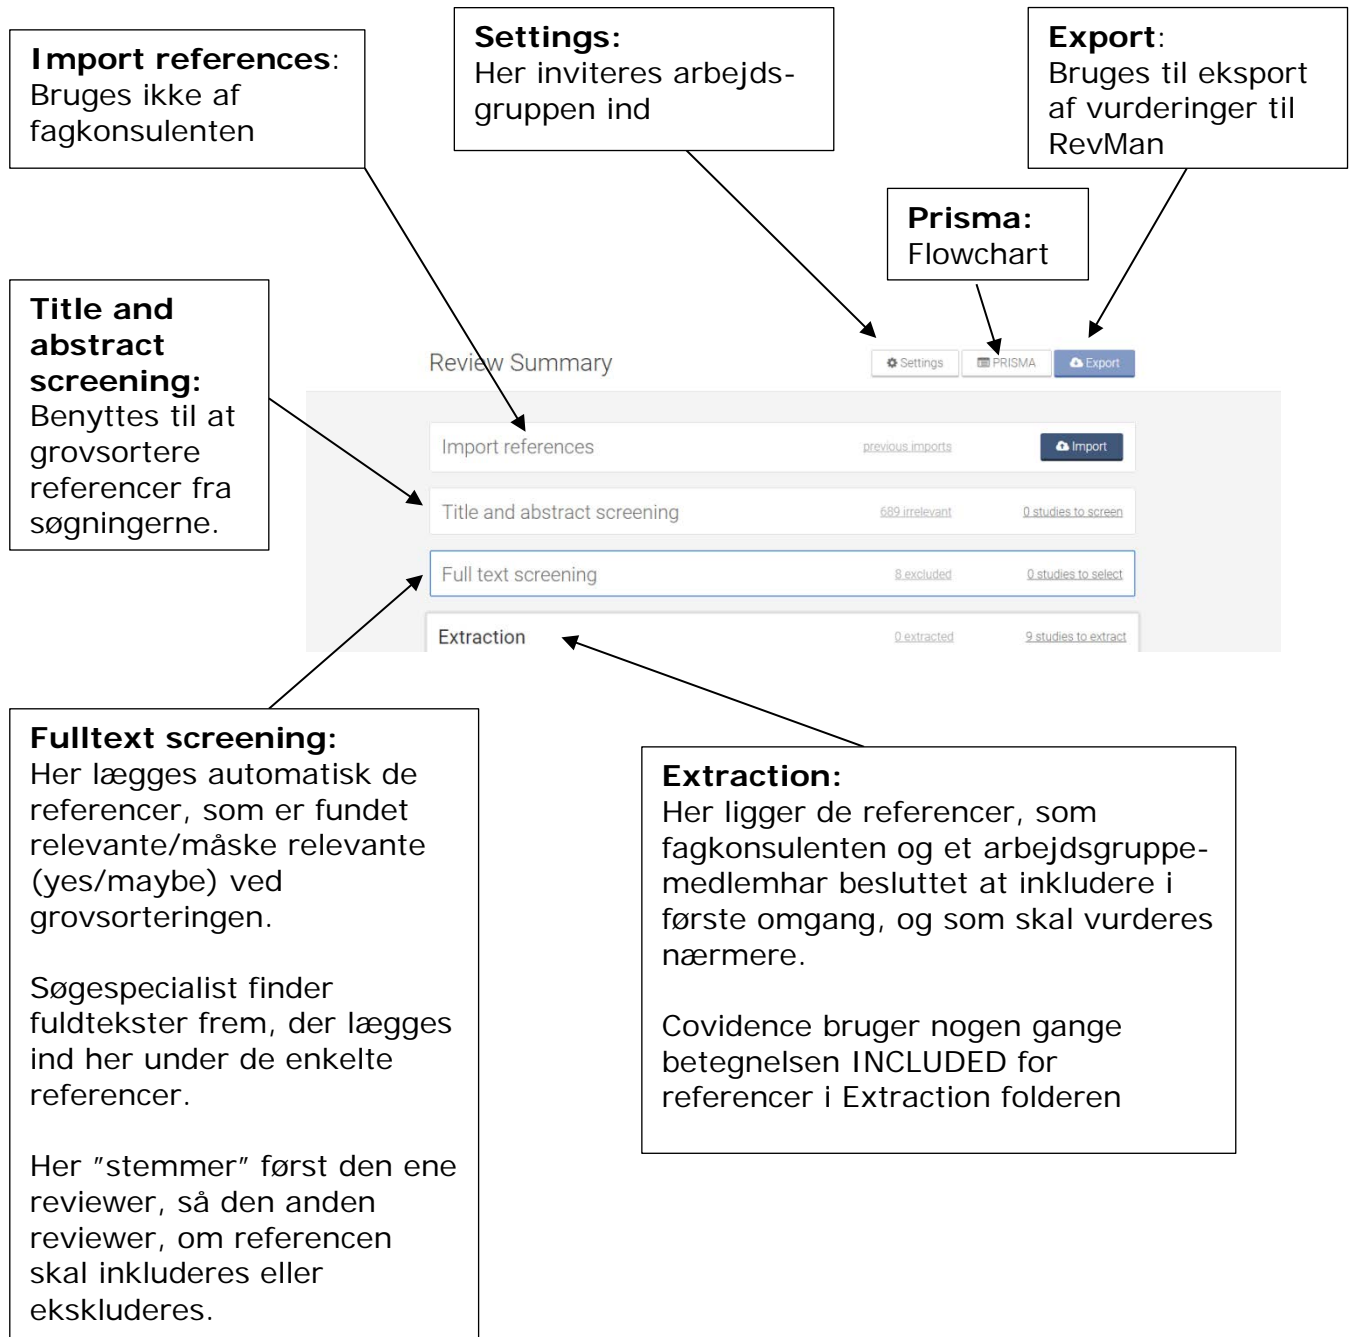 Import references:
Bruges ikke af
fagkonsulenten
Settings:
Her inviteres arbejds-
gruppen ind
Export:
Bruges til eksport
af vurderinger til
RevMan
Prisma:
Flowchart
Title and
abstract
screening:
Benyttes til at
grovsortere
referencer fra
søgningerne.
Review Summary
Settings
PRISMA
Export
Import references
previous imports
Import
Title and abstract screening
689 irrelevant
0 studies to screen
Full text screening
8 excluded
0 studies to select
Extraction
0 extracted
9 studies to extract
Fulltext screening:
Her lægges automatisk de
referencer, som er fundet
relevante/måske relevante
(yes/maybe) ved
grovsorteringen.
Søgespecialist finder
fuldtekster frem, der lægges
ind her under de enkelte
referencer.
Her ”stemmer” først den ene
reviewer, så den anden
reviewer, om referencen
skal inkluderes eller
ekskluderes.
Extraction:
Her ligger de referencer, som
fagkonsulenten og et arbejdsgruppe-
medlemhar besluttet at inkludere i
første omgang, og som skal vurderes
nærmere.
Covidence bruger nogen gange
betegnelsen INCLUDED for
referencer i Extraction folderen